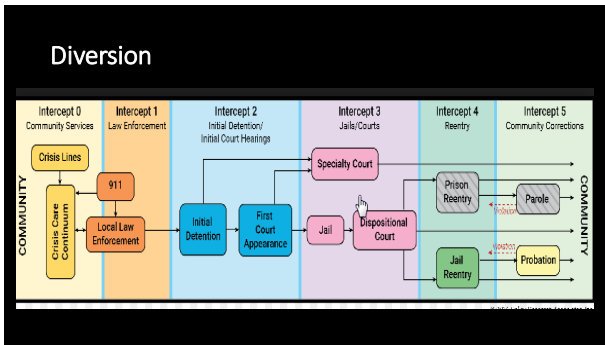 Diversion
Intercept 0
Community Services
Intercept 1
Law Enforcement
Intercept 2
Initial Detention/
Initial Court Hearings
Intercept 3
Jails/Courts
Intercept 4
Reentry
Intercept 5
Community Corrections
COMMUNITY
Crisis Lines
Crisis Care
Continuum
911
Local Law
Enforcement
Initial
Detention
First
Court
Appearance
Specialty Court
Jail
Dispositional
Court
Prison
Reentry
Parole
Violation
Jail
Reentry
Probation
Violation
COMMUNITY